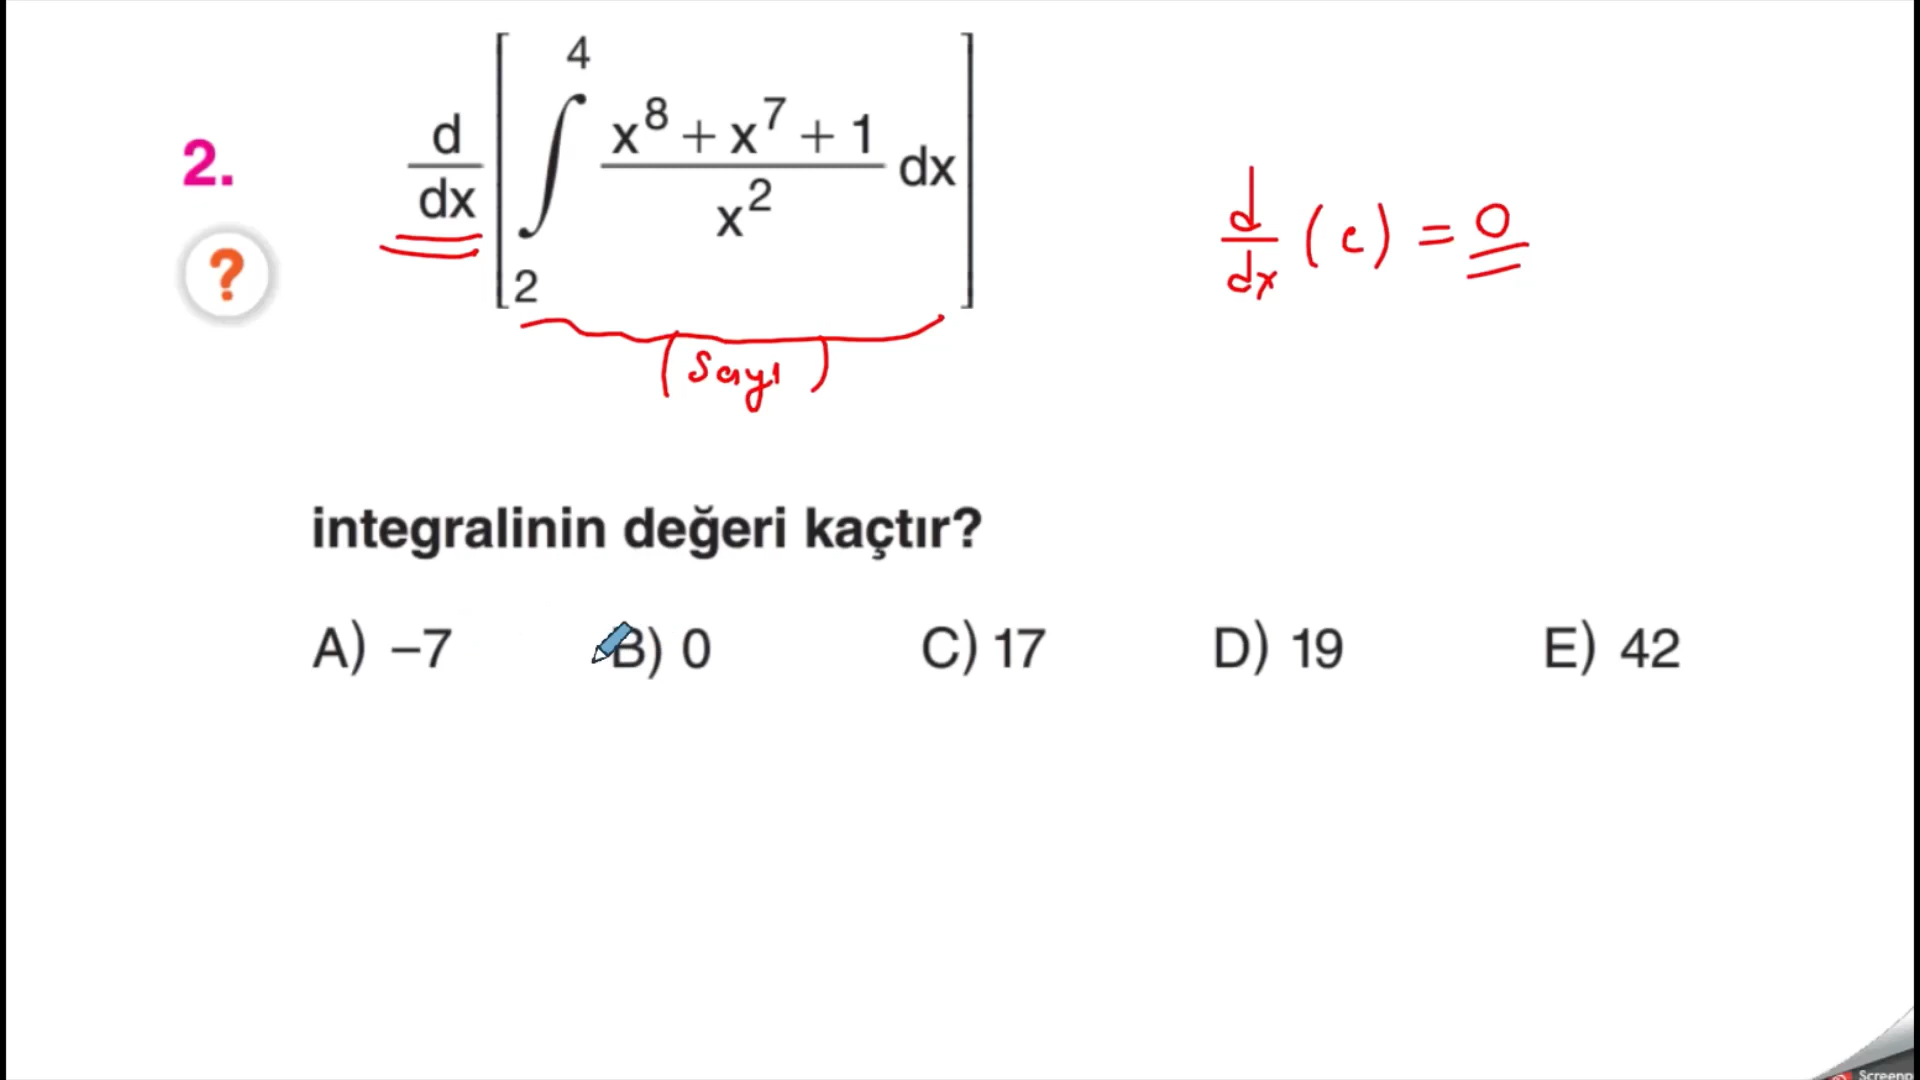 2.
d/dx [ ∫₂⁴ (x⁸ + x⁷ + 1)/x² dx ]
d/dx (c) = 0
?
(Sayı)
integralinin değeri kaçtır?
A) –7 B) 0 C) 17 D) 19 E) 42